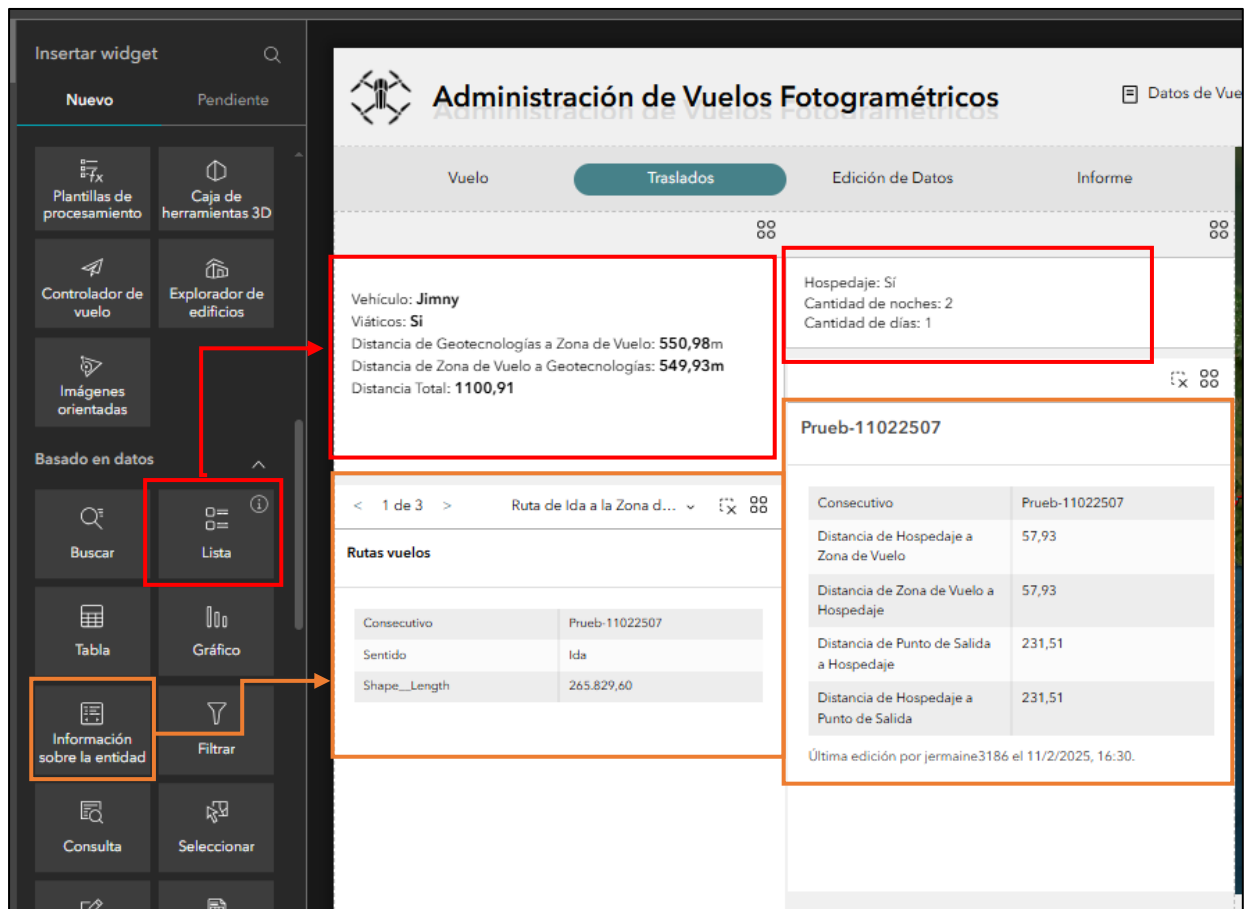 Insertar widget
Nuevo
Pendiente
Plantillas de
procesamiento
Caja de
herramientas 3D
Controlador de
vuelo
Explorador de
edificios
Imágenes
orientadas
Basado en datos
Buscar
Lista
Tabla
Gráfico
Información
sobre la entidad
Filtrar
Consulta
Seleccionar
Administración de Vuelos Fotogramétricos
Datos de Vue
Vuelo
Traslados
Edición de Datos
Informe
Vehículo: Jimny
Viáticos: Si
Distancia de Geotecnologías a Zona de Vuelo: 550,98m
Distancia de Zona de Vuelo a Geotecnologías: 549,93m
Distancia Total: 1100,91
Hospedaje: Sí
Cantidad de noches: 2
Cantidad de días: 1
< 1 de 3 >
Ruta de Ida a la Zona d...
Rutas vuelos
Consecutivo Prueb-11022507
Sentido Ida
Shape__Length 265.829,60
Prueb-11022507
Consecutivo Prueb-11022507
Distancia de Hospedaje a 57,93
Zona de Vuelo
Distancia de Zona de Vuelo a 57,93
Hospedaje
Distancia de Punto de Salida 231,51
a Hospedaje
Distancia de Hospedaje a 231,51
Punto de Salida
Última edición por jermaine3186 el 11/2/2025, 16:30.